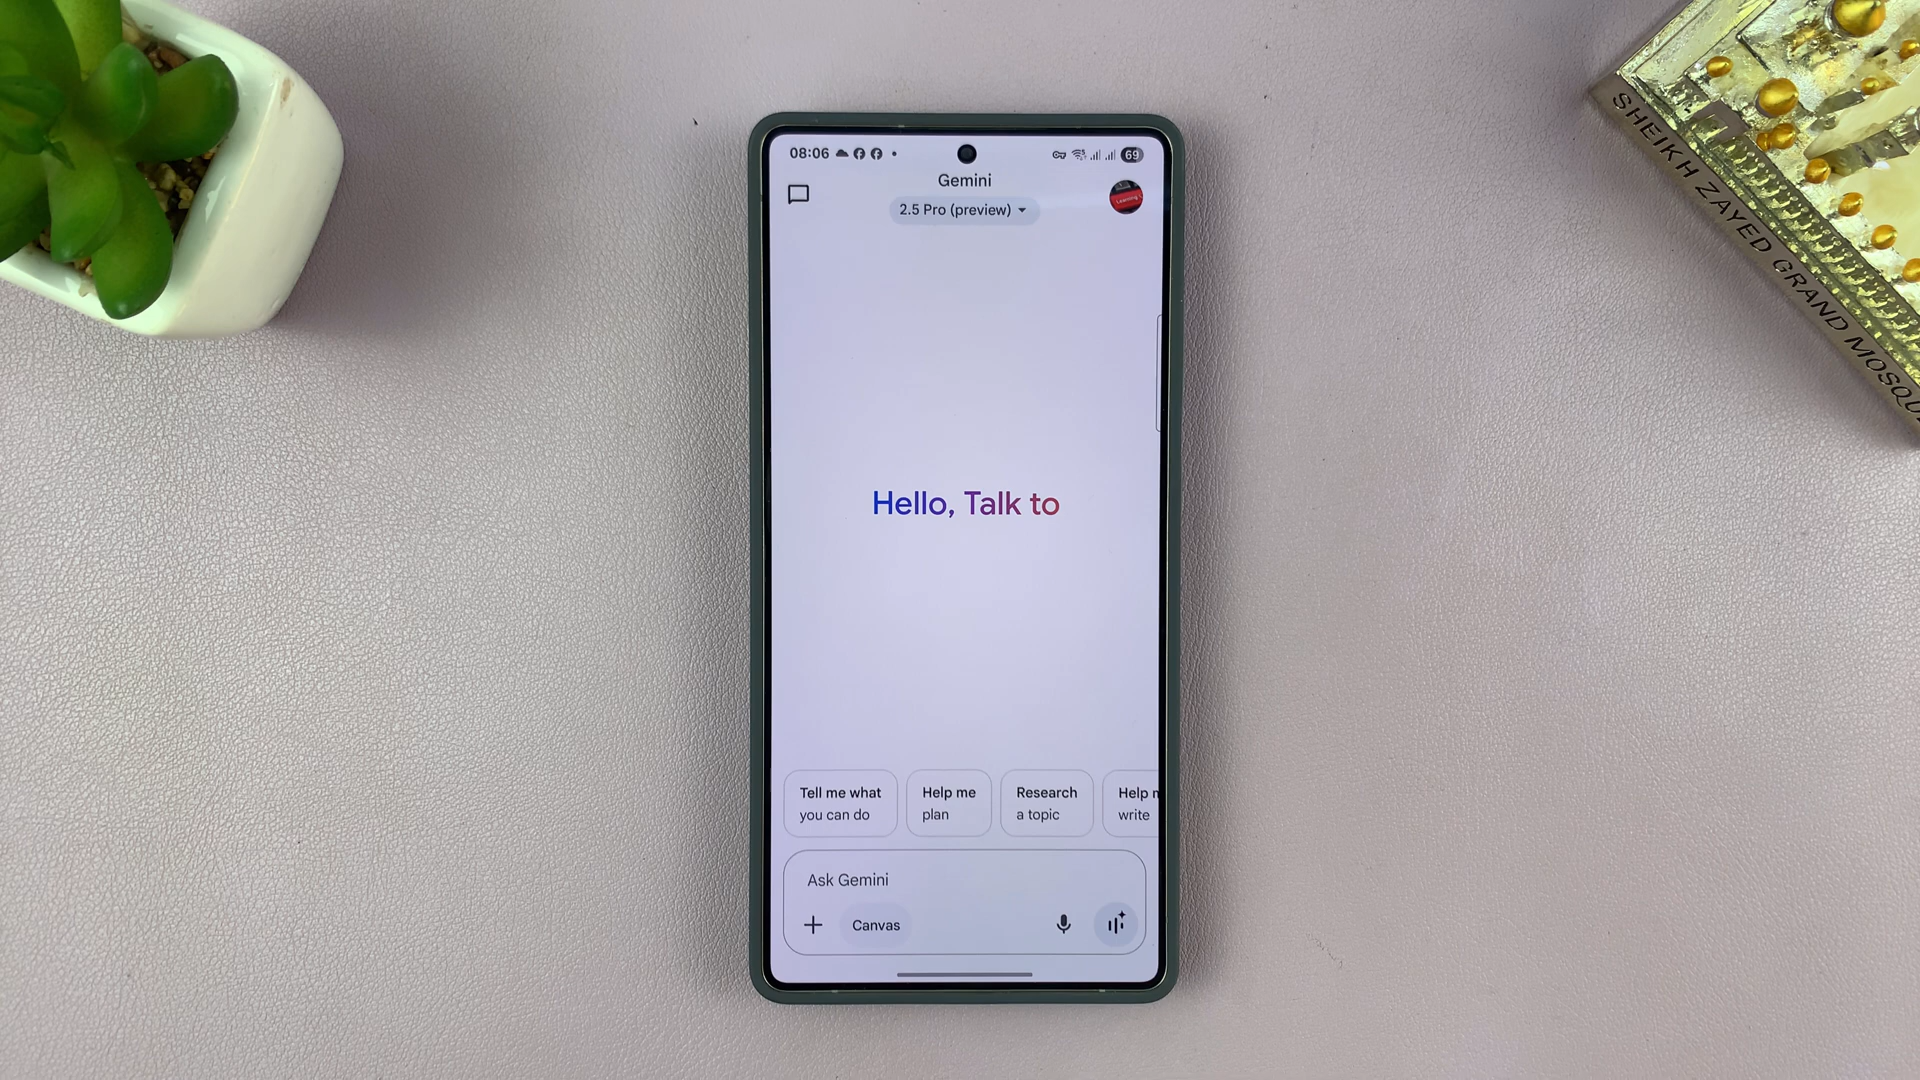 08:06
69
Gemini
2.5 Pro (preview)
Hello, Talk to
Tell me what
you can do
Help me
plan
Research
a topic
Help
write
Ask Gemini
Canvas
SHEIKH ZAYED GRAND